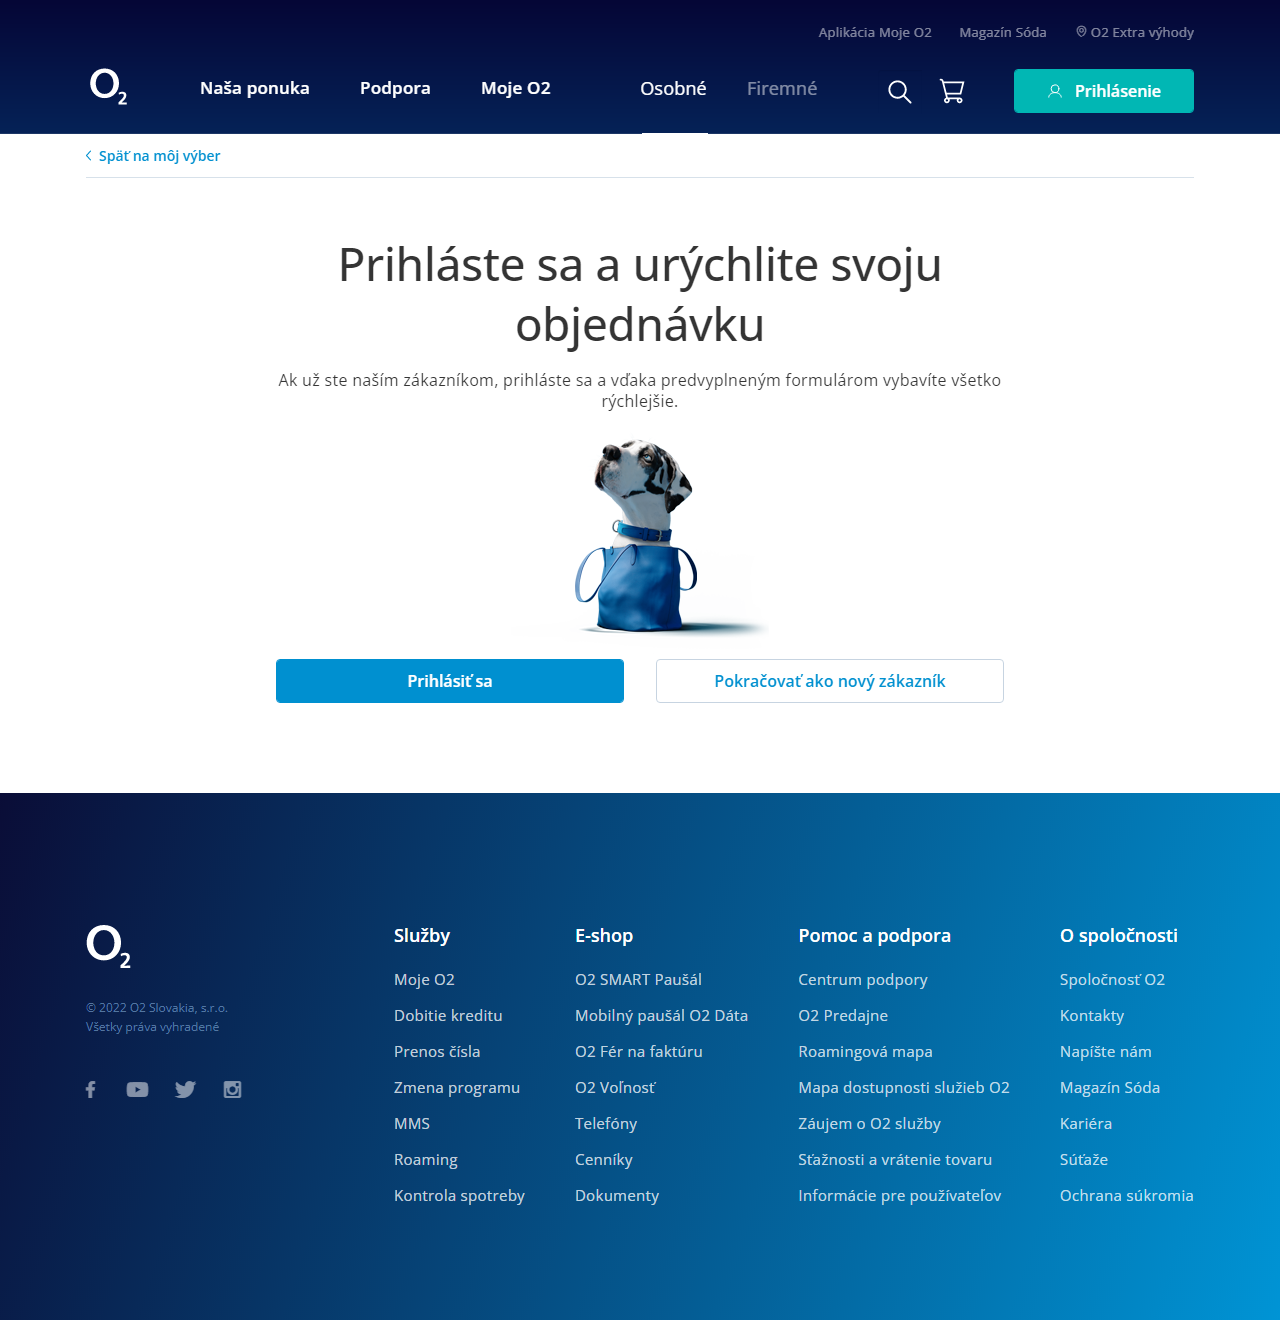 Aplikácia Moje O2 Magazín Sóda O2 Extra výhody
O2 Naša ponuka Podpora Moje O2 Osobné Firemné Prihlásenie
Späť na môj výber
Prihláste sa a urýchlite svoju
objednávku
Ak už ste naším zákazníkom, prihláste sa a vďaka predvyplneným formulárom vybavíte všetko
rýchlejšie.
Prihlásiť sa Pokračovať ako nový zákazník
O2
© 2022 O2 Slovakia, s.r.o.
Všetky práva vyhradené
Služby
Moje O2
Dobitie kreditu
Prenos čísla
Zmena programu
MMS
Roaming
Kontrola spotreby
E-shop
O2 SMART Paušál
Mobilný paušál O2 Dáta
O2 Fér na faktúru
O2 Voľnosť
Telefóny
Cenníky
Dokumenty
Pomoc a podpora
Centrum podpory
O2 Predajne
Roamingová mapa
Mapa dostupnosti služieb O2
Záujem o O2 služby
Sťažnosti a vrátenie tovaru
Informácie pre používateľov
O spoločnosti
Spoločnosť O2
Kontakty
Napíšte nám
Magazín Sóda
Kariéra
Súťaže
Ochrana súkromia